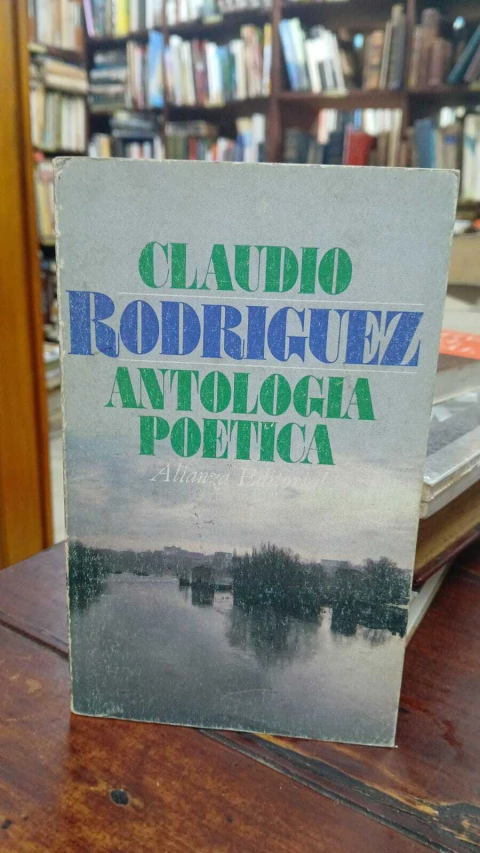 CLAUDIO
RODRIGUEZ
ANTOLOGIA
POETICA
Alianza Editorial